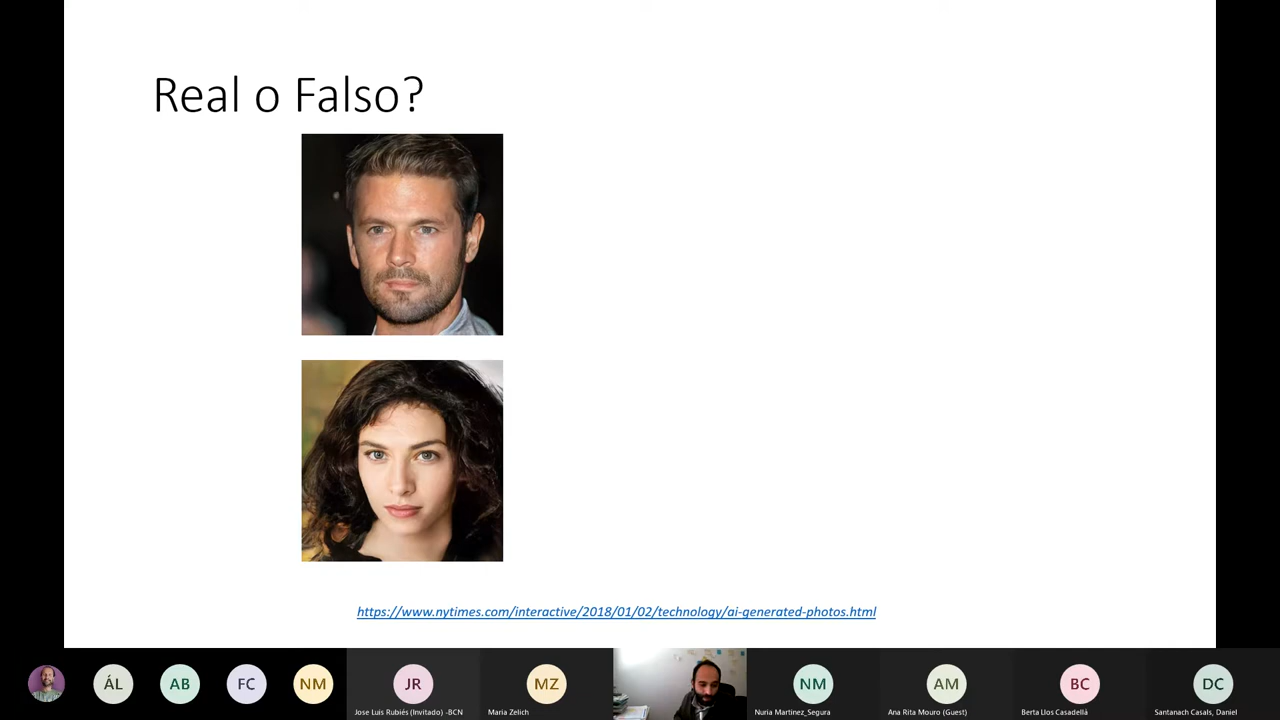 Real o Falso?
https://www.nytimes.com/interactive/2018/01/02/technology/ai-generated-photos.html
ÁL
AB
FC
NM
JR
MZ
NM
AM
BC
DC
Jose Luis Rubiés (Invitado) -BCN
Maria Zelich
Nuria Martinez_Segura
Ana Rita Mouro (Guest)
Berta Llos Casadellà
Santanach Casals, Daniel